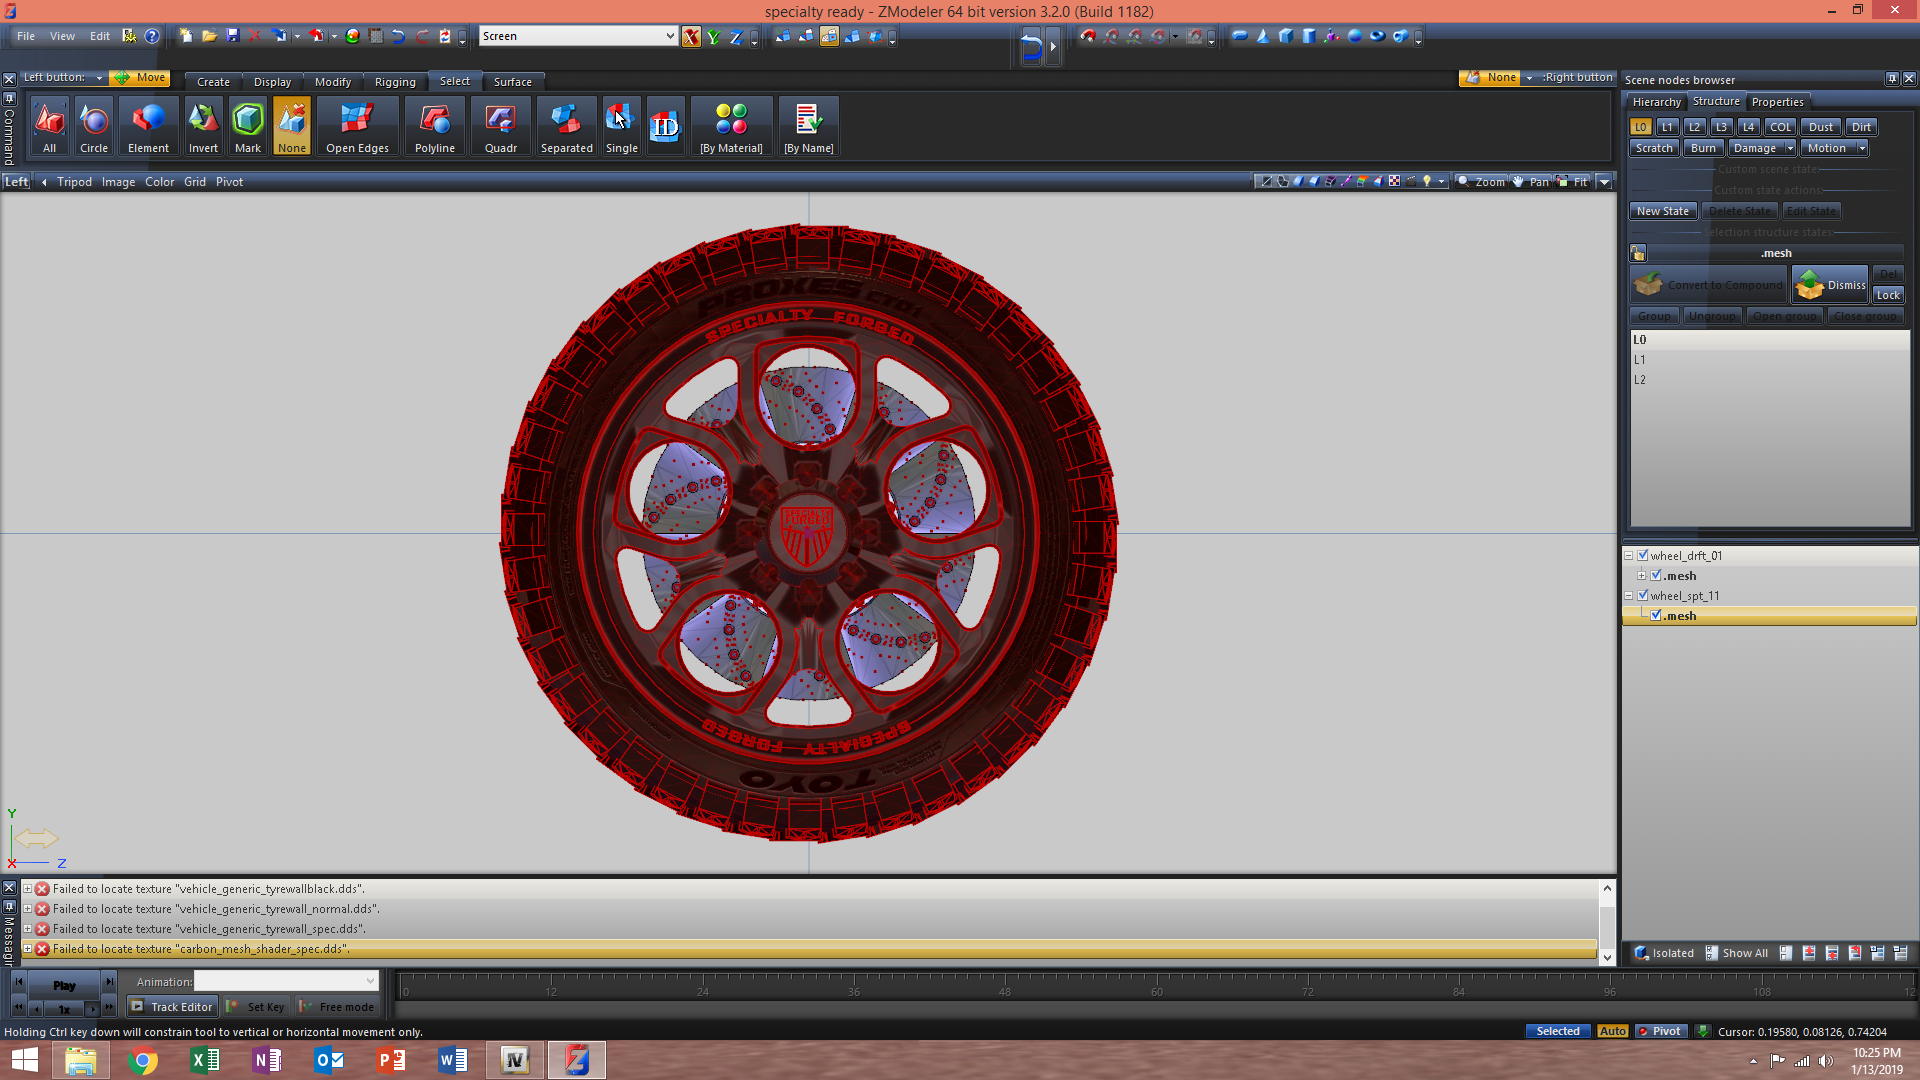 specialty ready - ZModeler 64 bit version 3.2.0 (Build 1182)
File View Edit
Screen
X Y Z
Left button: Move
Create Display Modify Rigging Select Surface
None :Right button
Command
All Circle Element Invert Mark None Open Edges Polyline Quadr Separated Single ID [By Material] [By Name]
Left Tripod Image Color Grid Pivot
Zoom Pan Fit
PROXES
SPECIALTY FORGED
SPECIALTY
FORGED
SPECIALTY FORGED
TOYO
Y
X Z
Scene nodes browser
Hierarchy Structure Properties
L0 L1 L2 L3 L4 COL Dust Dirt
Scratch Burn Damage Motion
Custom scene states
Custom state actions
New State Delete State Edit State
Selection structure states
.mesh
Convert to Compound Dismiss Del
Lock
Group Ungroup Open group Close group
L0
L1
L2
wheel_drft_01
.mesh
wheel_spt_11
.mesh
Isolated Show All
Failed to locate texture "vehicle_generic_tyrewallblack.dds".
Failed to locate texture "vehicle_generic_tyrewall_normal.dds".
Failed to locate texture "vehicle_generic_tyrewall_spec.dds".
Failed to locate texture "carbon_mesh_shader_spec.dds".
Play
1x
Animation:
Track Editor Set Key Free mode
0 12 24 36 48 60 72 84 96 108 12
Holding Ctrl key down will constrain tool to vertical or horizontal movement only.
Selected Auto Pivot Cursor: 0.19580, 0.08126, 0.74204
10:25 PM
1/13/2019